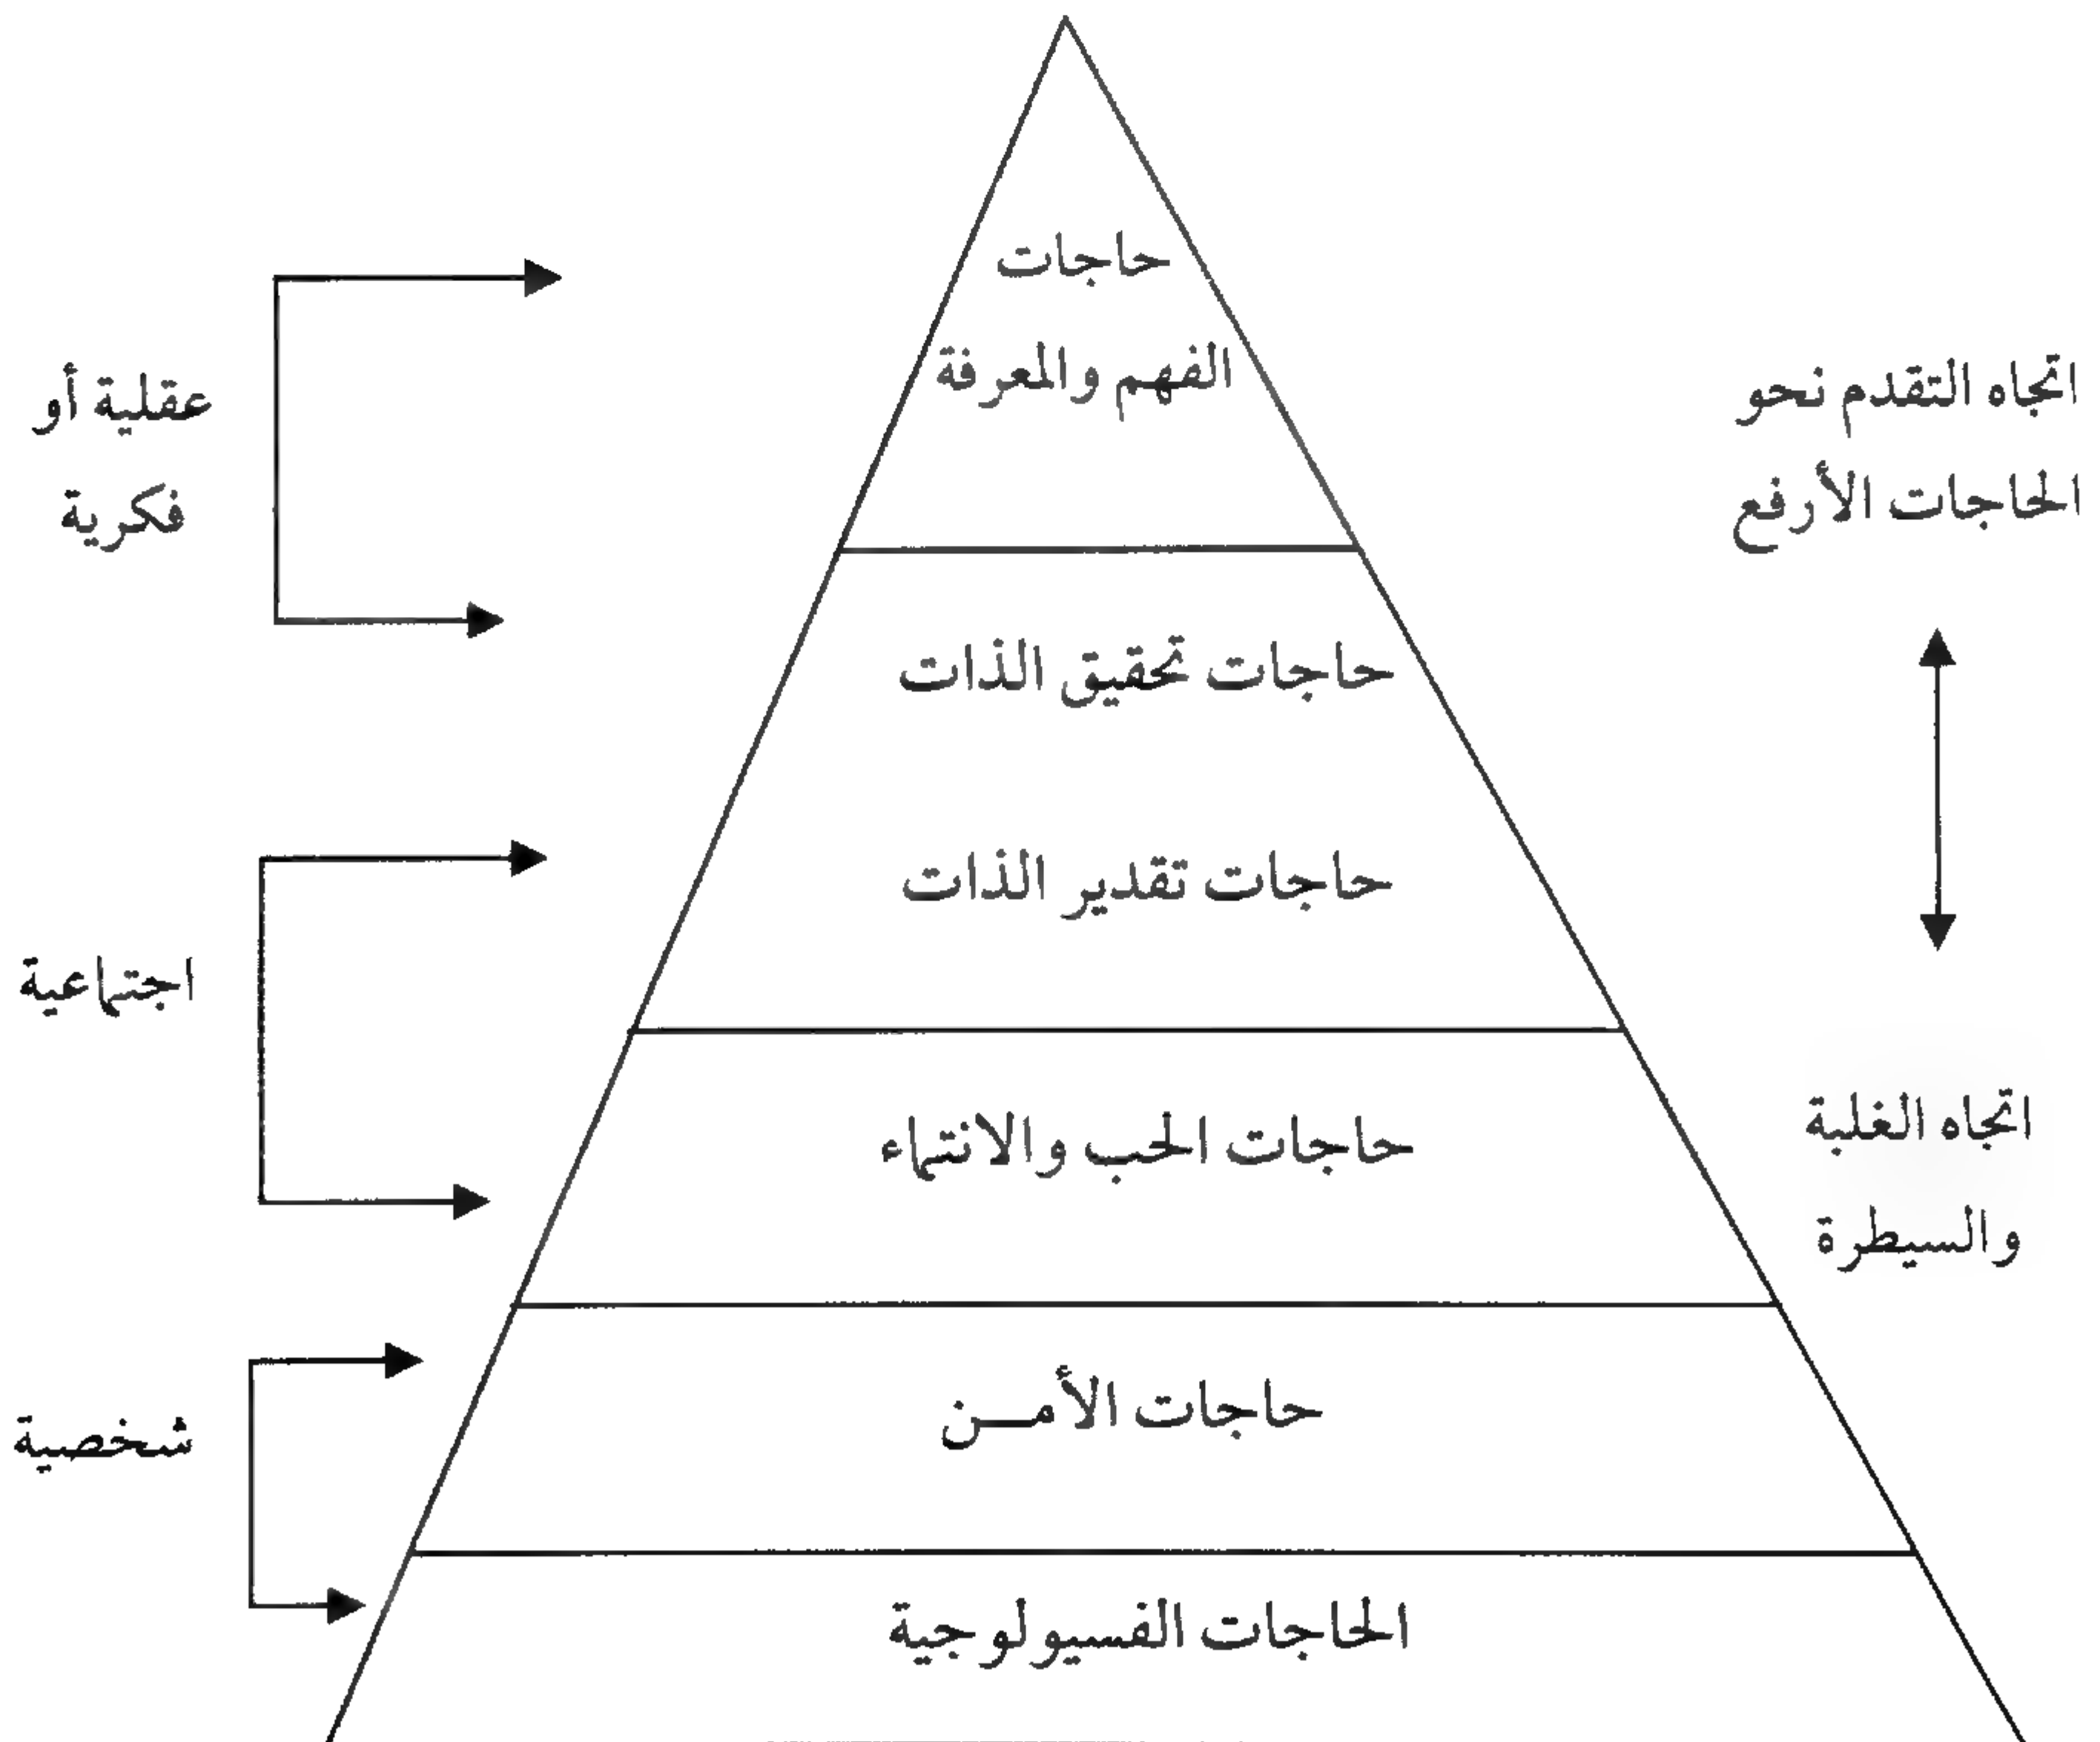 حاجات
الفهم والمعرفة
اتجاه التقدم نحو
الحاجات الأرفع
عقلية أو
فكرية
حاجات تحقيق الذات
حاجات تقدير الذات
اجتماعية
حاجات الحب والانتماء
اتجاه الغلبة
والسيطرة
حاجات الأمـن
شخصية
الحاجات الفسيولوجية